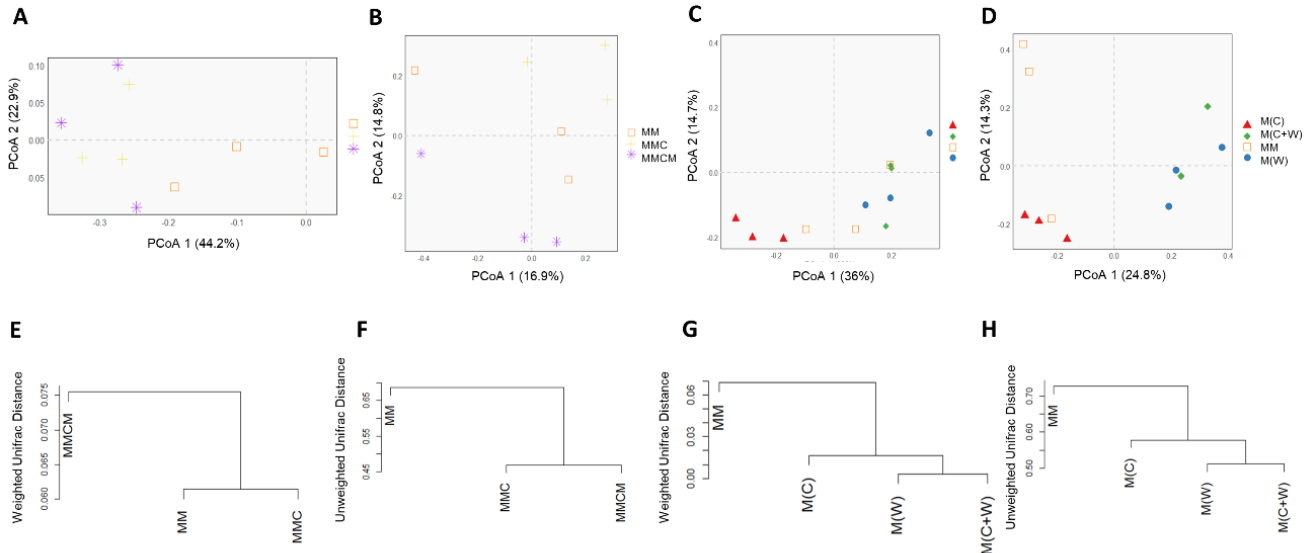 A
0.10
0.05
0.00
0.05
PCoA 2 (22.9%)
-0.3
-0.2
-0.1
0.0
PCoA 1 (44.2%)
B
0.2
0.0
-0.2
PCoA 2 (14.8%)
-0.4
-0.2
0.0
0.2
PCoA 1 (16.9%)
MM
MMC
MMCM
C
0.4
0.2
0.0
-0.2
PCoA 2 (14.7%)
-0.2
0.0
0.2
0.4
PCoA 1 (36%)
D
0.4
0.2
0.0
-0.2
PCoA 2 (14.3%)
-0.2
0.0
0.2
0.4
PCoA 1 (24.8%)
M(C)
M(C+W)
MM
M(W)
E
Weighted Unifrac Distance
0.075
0.070
0.065
0.060
MMCM
MM
MMC
F
Unweighted Unifrac Distance
0.65
0.55
0.45
MM
MMC
MMCM
G
Weighted Unifrac Distance
0.06
0.03
0.00
MM
M(C)
M(W)
M(C+W)
H
Unweighted Unifrac Distance
0.70
0.60
0.50
MM
M(C)
M(W)
M(C+W)